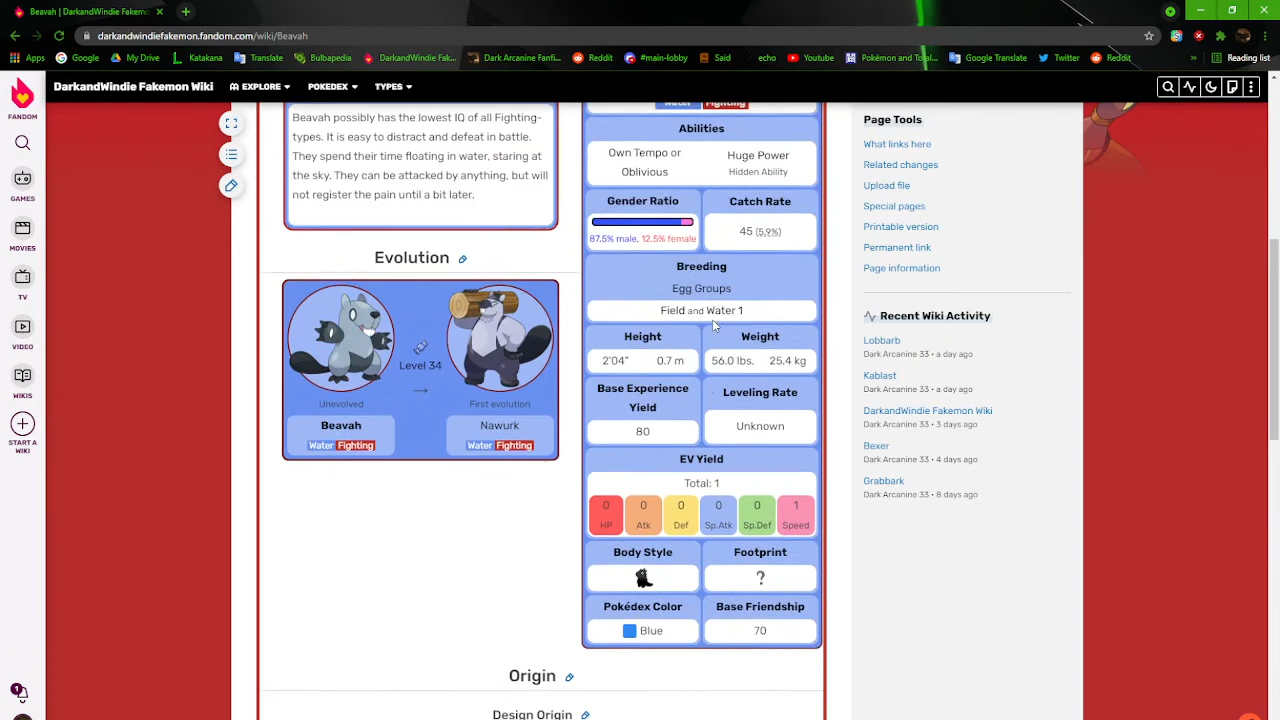 Beavah | DarkandWindie Fakemon
darkandwindiefakemon.fandom.com/wiki/Beavah
Apps
Google
My drive
Katakana
Translate
Bulbapedia
DarkandWindie Fak...
Dark Arcanine Fanfi...
Reddit
#main-lobby
Said
echo
Youtube
Pokémon and Total...
Google Translate
Twitter
Reddit
»
Reading list
DarkandWindie Fakemon Wiki
EXPLORE
POKEDEX
TYPES
FANDOM
GAMES
MOVIES
TV
VIDEO
WIKIS
START A
WIKI
1
Beavah possibly has the lowest IQ of all Fighting-
types. It is easy to distract and defeat in battle.
They spend their time floating in water, staring at
the sky. They can be attacked by anything, but will
not register the pain until a bit later.
Evolution
Level 34
→
Unevolved
First evolution
Beavah
Nawurk
Water Fighting
Water Fighting
Water Fighting
Abilities
Own Tempo or
Oblivious
Huge Power
Hidden Ability
Gender Ratio
Catch Rate
87.5% male, 12.5% female
45 (5.9%)
Breeding
Egg Groups
Field and Water 1
Height
Weight
2'04" 0.7 m
56.0 lbs. 25.4 kg
Base Experience
Yield
Leveling Rate
80
Unknown
EV Yield
Total: 1
0 0 0 0 0 1
HP Atk Def Sp.Atk Sp.Def Speed
Body Style
Footprint
?
Pokédex Color
Base Friendship
Blue
70
Origin
Design Origin
Page Tools
What links here
Related changes
Upload file
Special pages
Printable version
Permanent link
Page information
Recent Wiki Activity
Lobbarb
Dark Arcanine 33 • a day ago
Kablast
Dark Arcanine 33 • a day ago
DarkandWindie Fakemon Wiki
Dark Arcanine 33 • 3 days ago
Bexer
Dark Arcanine 33 • 4 days ago
Grabbark
Dark Arcanine 33 • 8 days ago